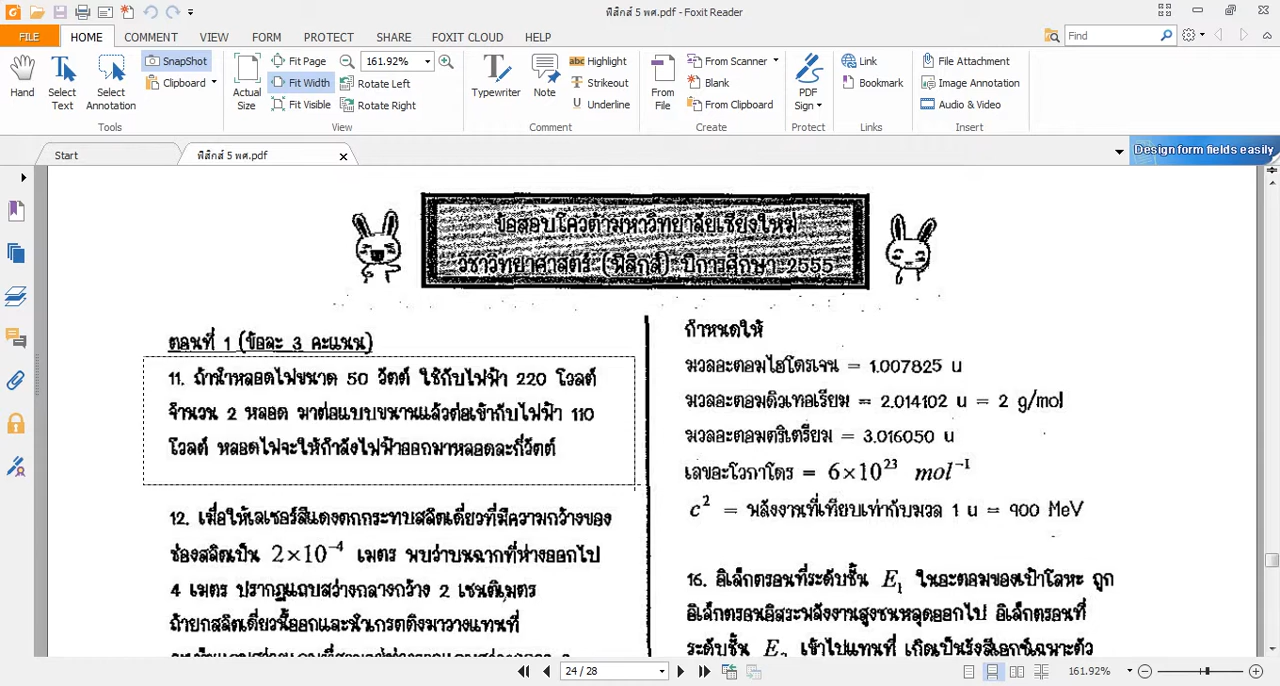 ฟิสิกส์ 5 พศ.pdf - Foxit Reader
FILE HOME COMMENT VIEW FORM PROTECT SHARE FOXIT CLOUD HELP
Find
Hand
Select Text
Select Annotation
SnapShot
Clipboard
Tools
Actual Size
Fit Page
Fit Width
Fit Visible
161.92%
Rotate Left
Rotate Right
View
Typewriter
Note
Highlight
Strikeout
Underline
Comment
From File
From Scanner
Blank
From Clipboard
Create
PDF Sign
Protect
Link
Bookmark
Links
File Attachment
Image Annotation
Audio & Video
Insert
Start
ฟิสิกส์ 5 พศ.pdf
Design form fields easily
ข้อสอบโควต้ามหาวิทยาลัยเชียงใหม่
วิชาวิทยาศาสตร์ (ฟิสิกส์) ปีการศึกษา 2555
ตอนที่ 1 (ข้อละ 3 คะแนน)
11. ถ้านำหลอดไฟขนาด 50 วัตต์ ใช้กับไฟฟ้า 220 โวลต์
จำนวน 2 หลอด มาต่อแบบขนานแล้วต่อเข้ากับไฟฟ้า 110
โวลต์ หลอดไฟจะให้กำลังไฟฟ้าออกมาหลอดละกี่วัตต์
12. เมื่อให้เลเซอร์สีแดงตกกระทบสลิตเดี่ยวที่มีความกว้างของ
ช่องสลิตเป็น 2×10⁻⁴ เมตร พบว่าบนฉากที่ห่างออกไป
4 เมตร ปรากฏแถบสว่างกลางกว้าง 2 เซนติเมตร
ถ้ายกสลิตเดี่ยวนี้ออกและนำเกรตติงมาวางแทนที่
กำหนดให้
มวลอะตอมไฮโดรเจน = 1.007825 u
มวลอะตอมดิวเทอเรียม = 2.014102 u = 2 g/mol
มวลอะตอมตริเตรียม = 3.016050 u
เลขอะโวกาโดร = 6×10²³ mol⁻¹
c² = พลังงานที่เทียบเท่ากับมวล 1 u = 900 MeV
16. อิเล็กตรอนที่ระดับชั้น E₁ ในอะตอมของเป้าโลหะ ถูก
อิเล็กตรอนอิสระพลังงานสูงชนหลุดออกไป อิเล็กตรอนที่
ระดับชั้น E₂ เข้าไปแทนที่ เกิดเป็นรังสีเอกซ์เฉพาะตัว
24 / 28
161.92%